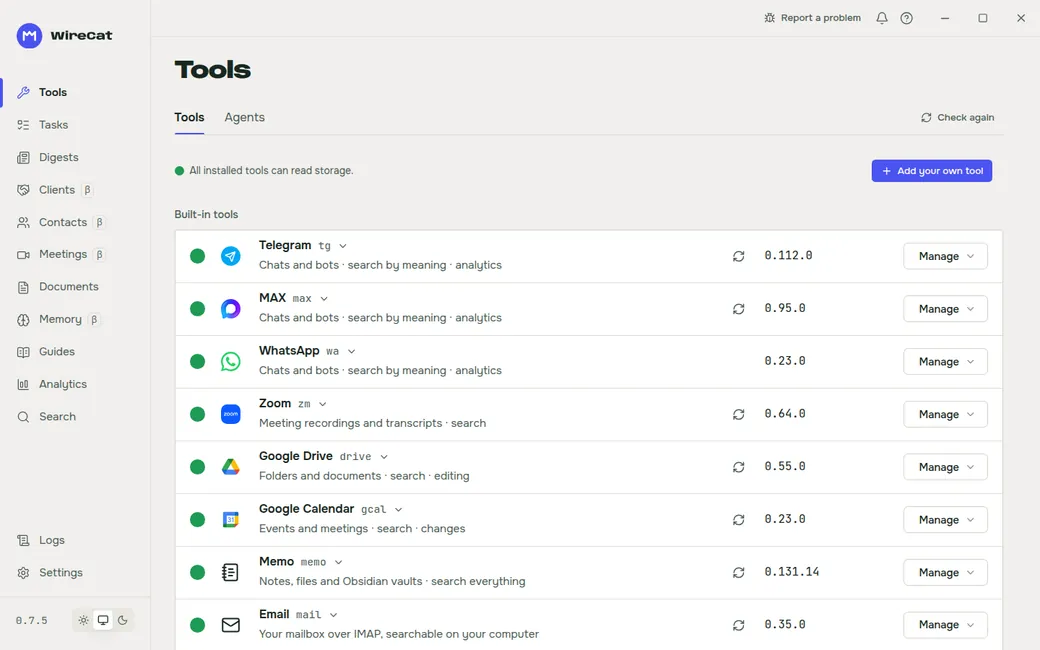 WireCat
Report a problem
Tools
Tasks
Digests
Clients β
Contacts β
Meetings β
Documents
Memory β
Guides
Analytics
Search
Logs
Settings
0.7.5
Tools
Tools Agents
Check again
All installed tools can read storage.
+ Add your own tool
Built-in tools
Telegram tg
Chats and bots · search by meaning · analytics
0.112.0
Manage
MAX max
Chats and bots · search by meaning · analytics
0.95.0
Manage
WhatsApp wa
Chats and bots · search by meaning · analytics
0.23.0
Manage
zoom
Zoom zm
Meeting recordings and transcripts · search
0.64.0
Manage
Google Drive drive
Folders and documents · search · editing
0.55.0
Manage
31
Google Calendar gcal
Events and meetings · search · changes
0.23.0
Manage
Memo memo
Notes, files and Obsidian vaults · search everything
0.131.14
Manage
Email mail
Your mailbox over IMAP, searchable on your computer
0.35.0
Manage